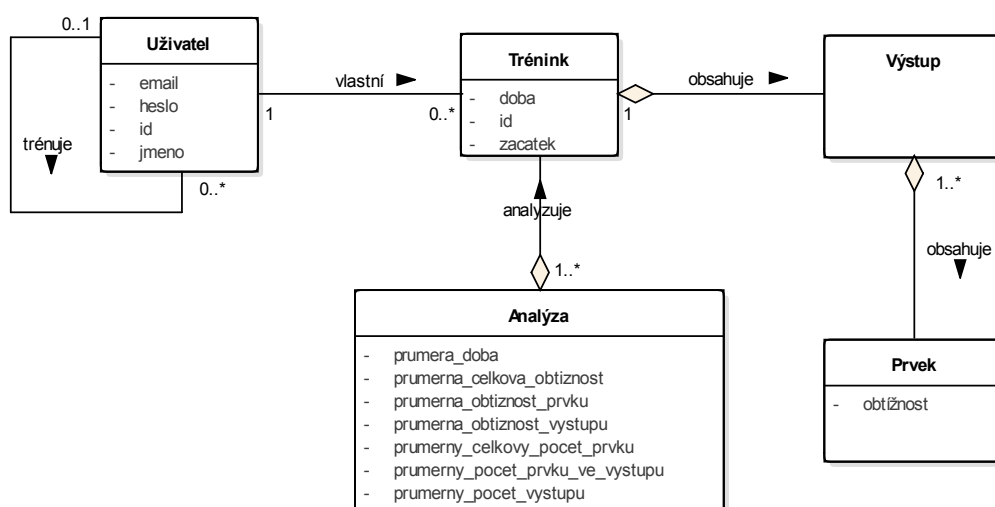 0..1
Uživatel
- email
- heslo
- id
- jmeno
trénuje
0..*
1
vlastní
0..*
Trénink
- doba
- id
- zacatek
1
obsahuje
Výstup
1..*
obsahuje
Prvek
- obtížnost
analyzuje
1..*
Analýza
- prumera_doba
- prumerna_celkova_obtiznost
- prumerna_obtiznost_prvku
- prumerna_obtiznost_vystupu
- prumerny_celkovy_pocet_prvku
- prumerny_pocet_prvku_ve_vystupu
- prumerny_pocet_vystupu